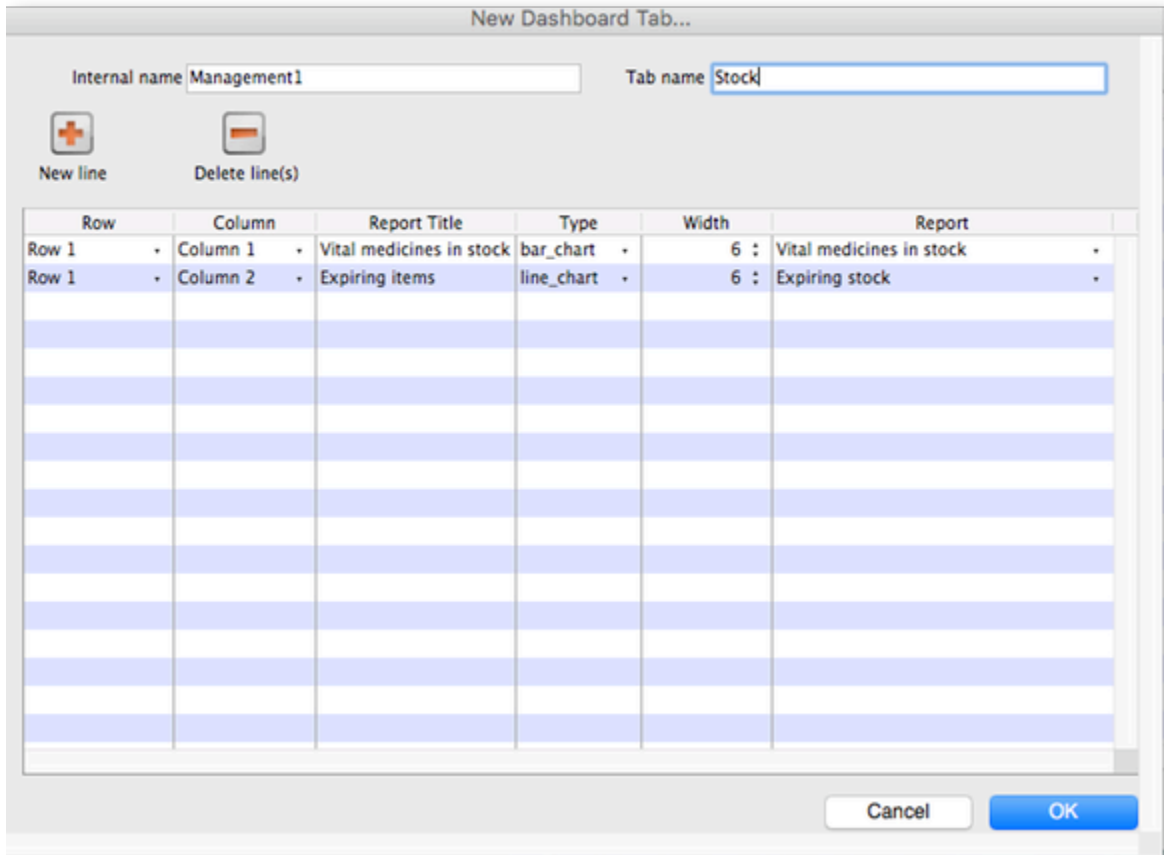 New Dashboard Tab...
Internal name Management1 Tab name Stock
New line Delete line(s)
Row Column Report Title Type Width Report
Row 1 Column 1 Vital medicines in stock bar_chart 6 Vital medicines in stock
Row 1 Column 2 Expiring items line_chart 6 Expiring stock
Cancel OK